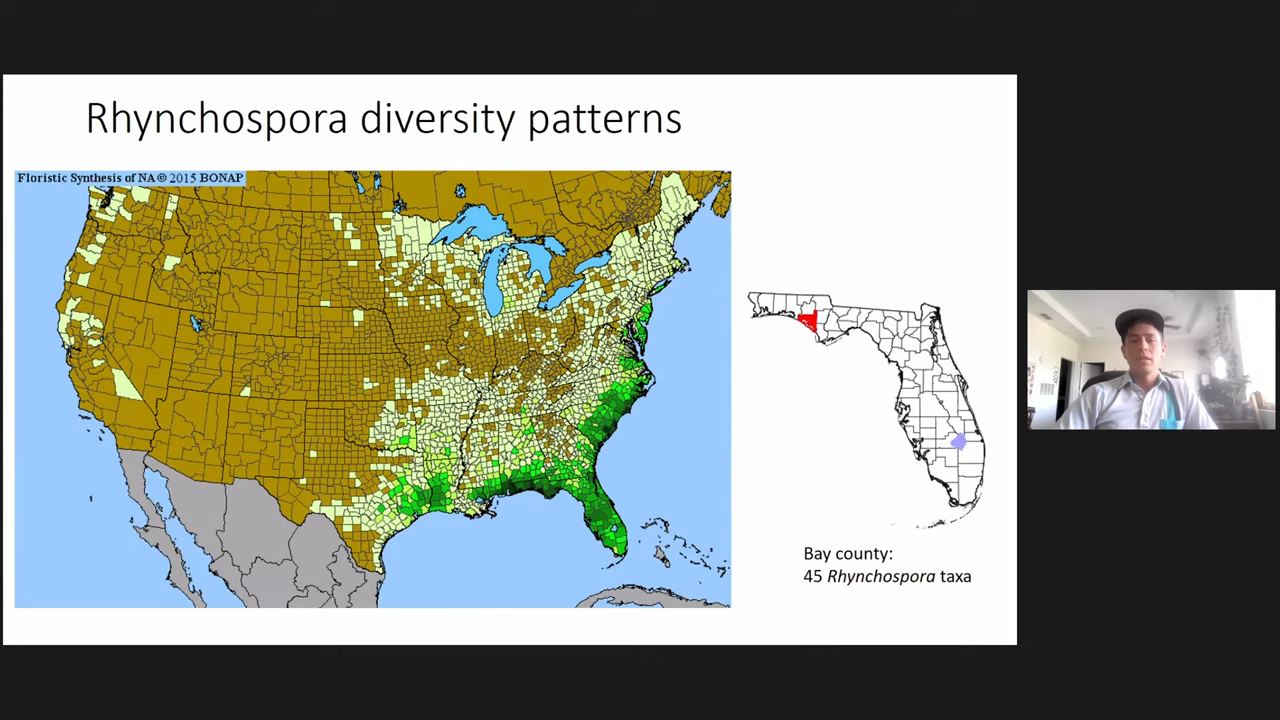 Rhynchospora diversity patterns
Floristic Synthesis of NA © 2015 BONAP
Bay county:
45 Rhynchospora taxa